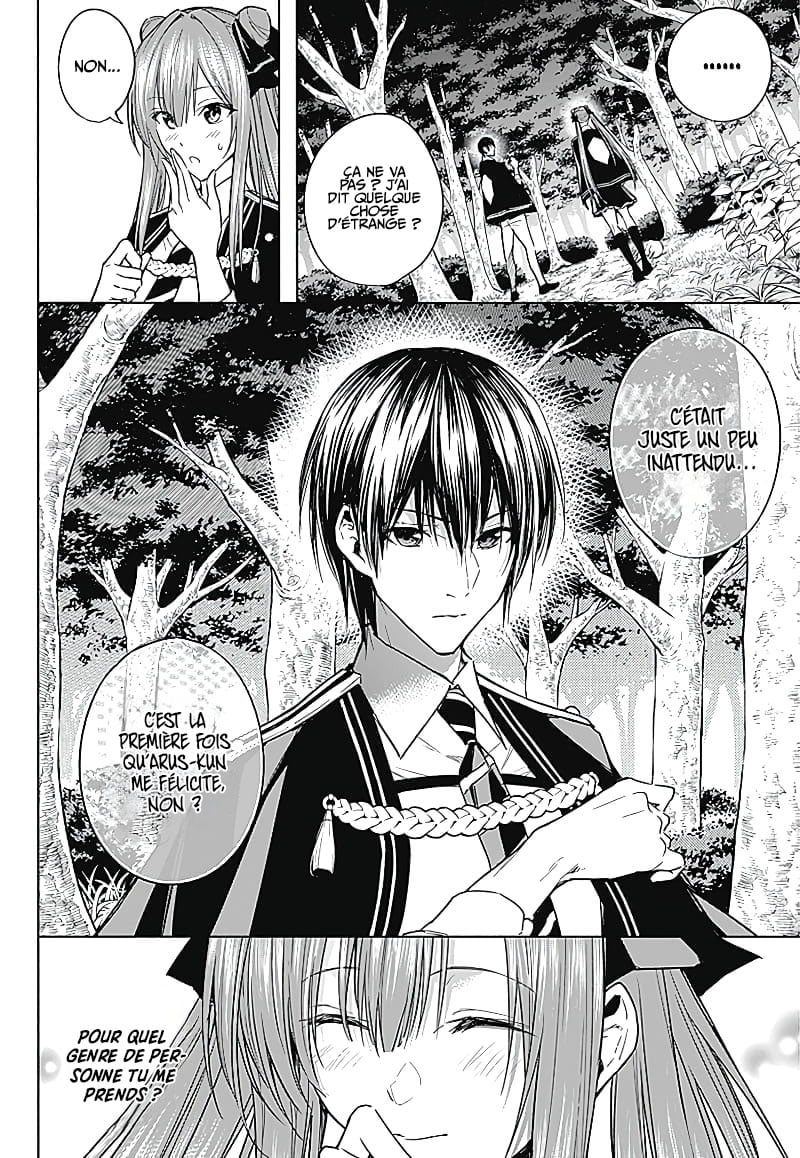 ......
ÇA NE VA
PAS ? J'AI
DIT QUELQUE
CHOSE
D'ÉTRANGE ?
NON...
C'ÉTAIT
JUSTE UN PEU
INATTENDU...
C'EST LA
PREMIÈRE FOIS
QU'ARUS-KUN
ME FÉLICITE,
NON ?
POUR QUEL
GENRE DE PER-
SONNE TU ME
PRENDS ?